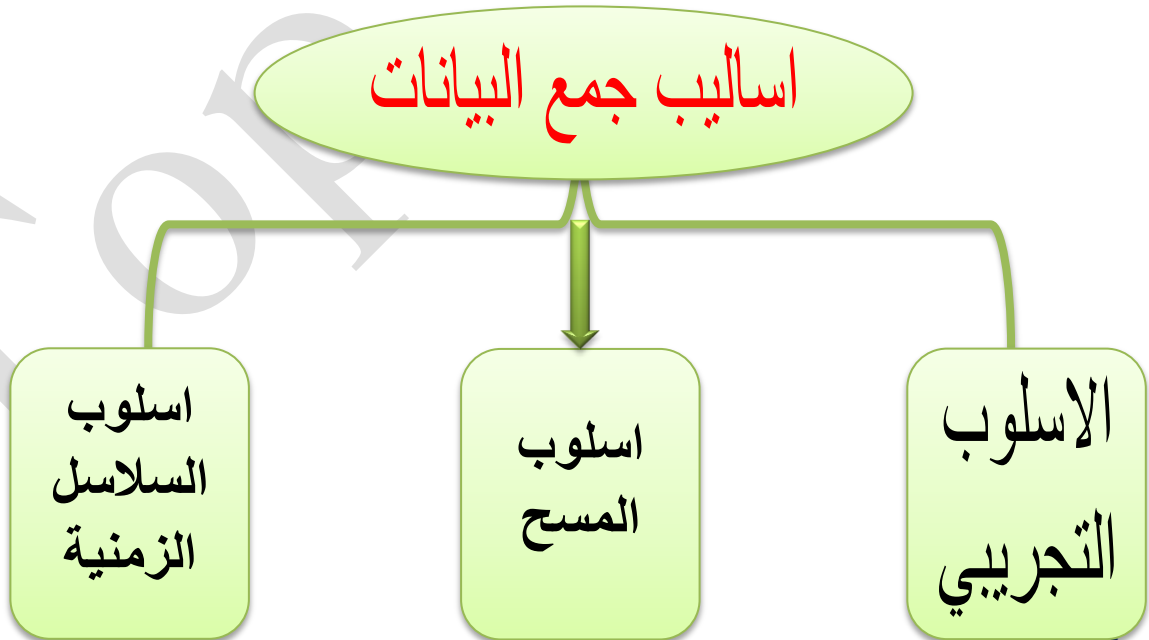 اساليب جمع البيانات
الاسلوب
التجريبي
اسلوب
المسح
اسلوب
السلاسل
الزمنية